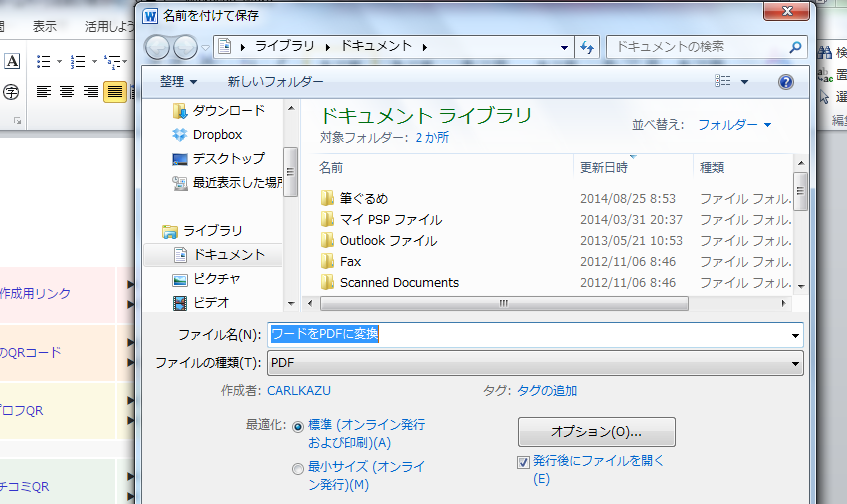 名前を付けて保存
表示
活用しよう
ライブラリ ▶ ドキュメント ▶
ドキュメントの検索
整理 新しいフォルダー
A
字
ダウンロード
Dropbox
デスクトップ
最近表示した場所
ライブラリ
ドキュメント
ピクチャ
ビデオ
ドキュメント ライブラリ
対象フォルダー: 2 か所
並べ替え: フォルダー
名前 更新日時 種類
筆ぐるめ 2014/08/25 8:53 ファイル フォル...
マイ PSP ファイル 2014/03/31 20:37 ファイル フォル...
Outlook ファイル 2013/05/21 10:53 ファイル フォル...
Fax 2012/11/06 8:46 ファイル フォル...
Scanned Documents 2012/11/06 8:46 ファイル フォル...
検
置
選
編集
作成用リンク
のQRコード
プロフQR
チコミQR
ファイル名(N): ワードをPDFに変換
ファイルの種類(T): PDF
作成者: CARLKAZU
タグ: タグの追加
最適化: 標準 (オンライン発行
および印刷)(A)
最小サイズ (オンライ
ン発行)(M)
オプション(O)...
発行後にファイルを開く
(E)